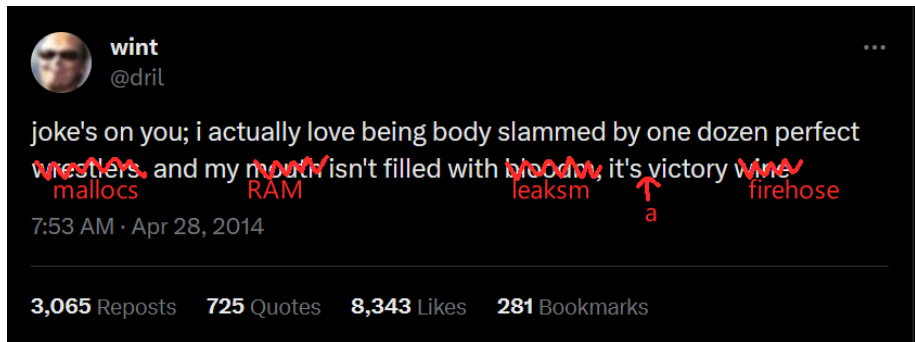 wint
@dril
joke's on you; i actually love being body slammed by one dozen perfect
wrestlers, and my mouth isn't filled with bloodm, it's victory wine
mallocs RAM leaksm a firehose
7:53 AM · Apr 28, 2014
3,065 Reposts 725 Quotes 8,343 Likes 281 Bookmarks